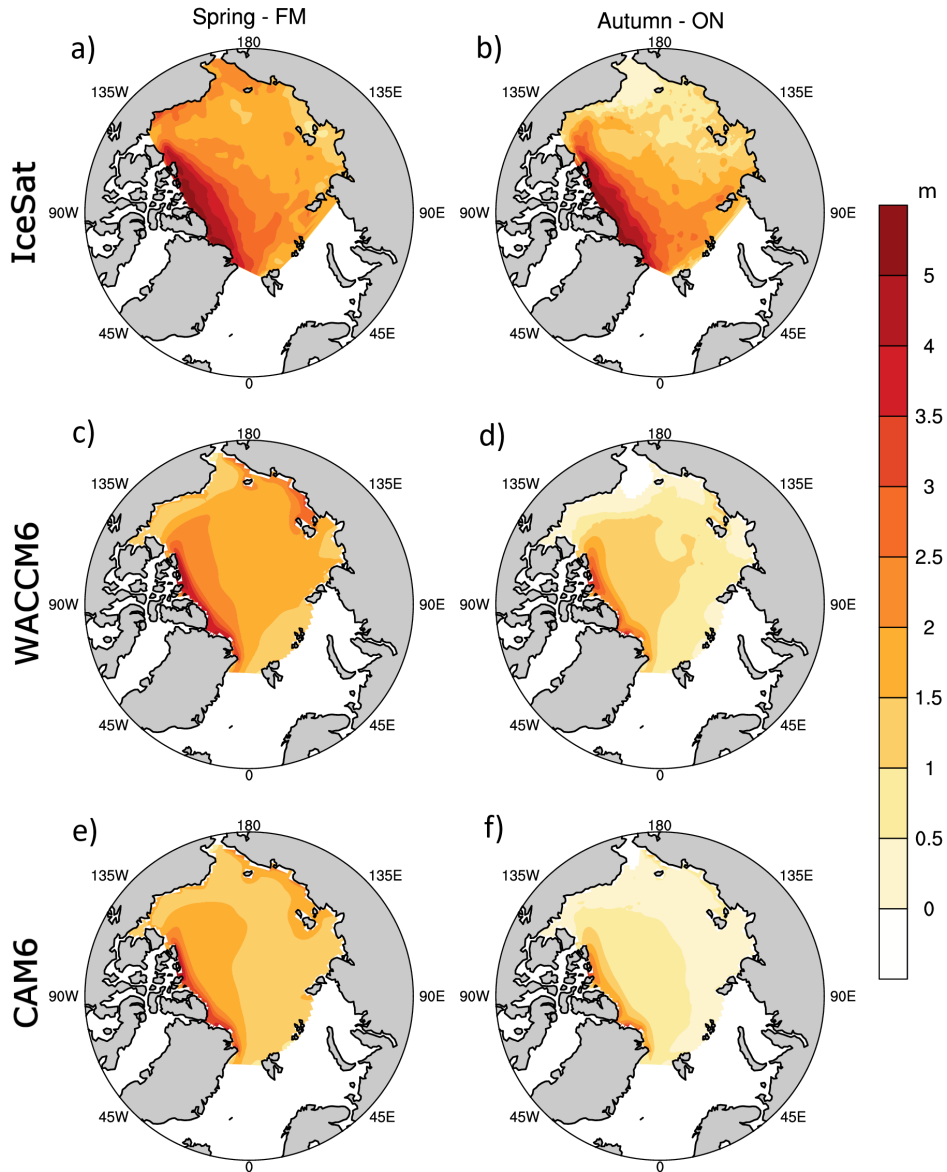 Spring - FM
Autumn - ON
a)
180
135W
135E
90W
90E
45W
45E
0
b)
180
135W
135E
90W
90E
45W
45E
0
IceSat
m
5
4
3.5
3
2.5
2
1.5
1
0.5
0
c)
180
135W
135E
90W
90E
45W
45E
0
d)
180
135W
135E
90W
90E
45W
45E
0
WACCM6
e)
180
135W
135E
90W
90E
45W
45E
0
f)
180
135W
135E
90W
90E
45W
45E
0
CAM6